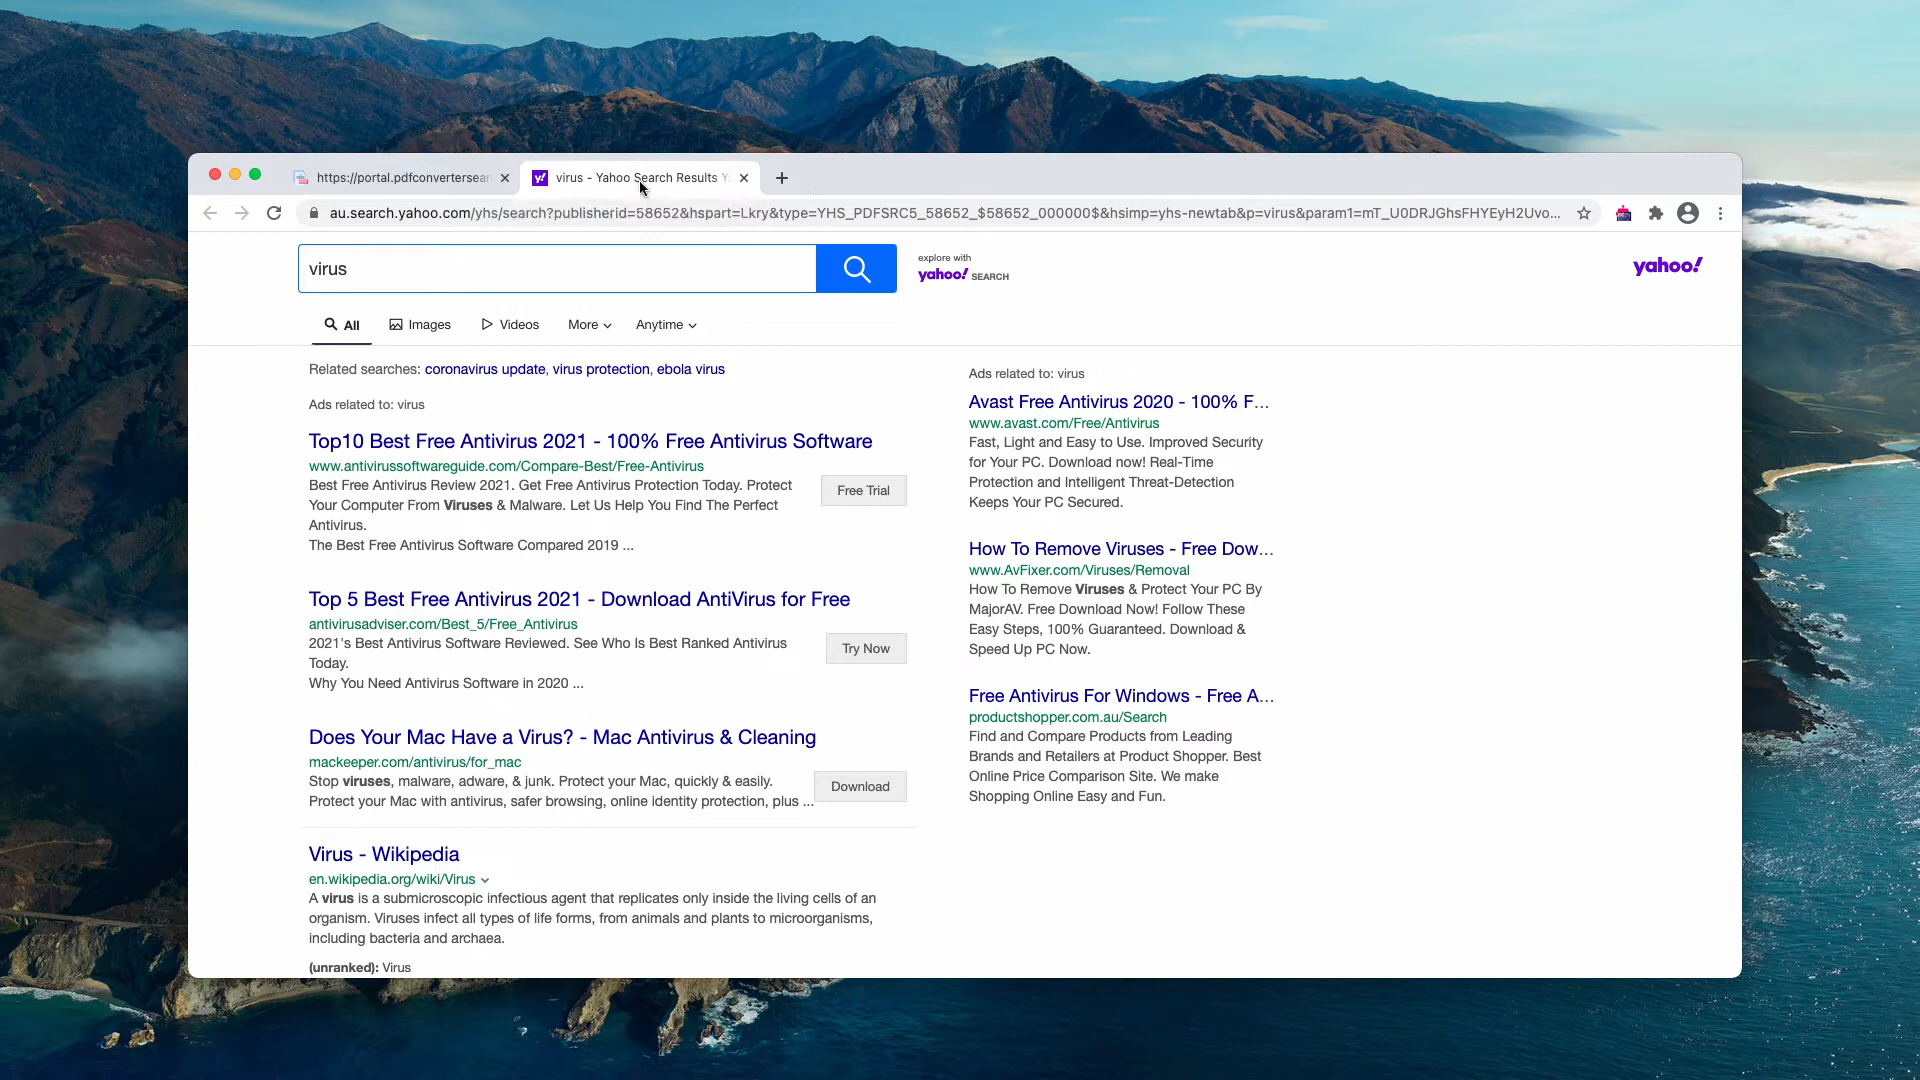 https://portal.pdfconvertersear
virus - Yahoo Search Results Y
au.search.yahoo.com/yhs/search?publisherid=58652&hspart=Lkry&type=YHS_PDFSRC5_58652_$58652_000000$&hsimp=yhs-newtab&p=virus&param1=mT_U0DRJGhsFHYEyH2Uvo...
virus
explore with
yahoo! SEARCH
yahoo!
All
Images
Videos
More
Anytime
Related searches: coronavirus update, virus protection, ebola virus
Ads related to: virus
Top10 Best Free Antivirus 2021 - 100% Free Antivirus Software
www.antivirussoftwareguide.com/Compare-Best/Free-Antivirus
Best Free Antivirus Review 2021. Get Free Antivirus Protection Today. Protect
Your Computer From Viruses & Malware. Let Us Help You Find The Perfect
Antivirus.
The Best Free Antivirus Software Compared 2019 ...
Free Trial
Top 5 Best Free Antivirus 2021 - Download AntiVirus for Free
antivirusadviser.com/Best_5/Free_Antivirus
2021's Best Antivirus Software Reviewed. See Who Is Best Ranked Antivirus
Today.
Why You Need Antivirus Software in 2020 ...
Try Now
Does Your Mac Have a Virus? - Mac Antivirus & Cleaning
mackeeper.com/antivirus/for_mac
Stop viruses, malware, adware, & junk. Protect your Mac, quickly & easily.
Protect your Mac with antivirus, safer browsing, online identity protection, plus ...
Download
Virus - Wikipedia
en.wikipedia.org/wiki/Virus
A virus is a submicroscopic infectious agent that replicates only inside the living cells of an
organism. Viruses infect all types of life forms, from animals and plants to microorganisms,
including bacteria and archaea.
(unranked): Virus
Ads related to: virus
Avast Free Antivirus 2020 - 100% F...
www.avast.com/Free/Antivirus
Fast, Light and Easy to Use. Improved Security
for Your PC. Download now! Real-Time
Protection and Intelligent Threat-Detection
Keeps Your PC Secured.
How To Remove Viruses - Free Dow...
www.AvFixer.com/Viruses/Removal
How To Remove Viruses & Protect Your PC By
MajorAV. Free Download Now! Follow These
Easy Steps, 100% Guaranteed. Download &
Speed Up PC Now.
Free Antivirus For Windows - Free A...
productshopper.com.au/Search
Find and Compare Products from Leading
Brands and Retailers at Product Shopper. Best
Online Price Comparison Site. We make
Shopping Online Easy and Fun.